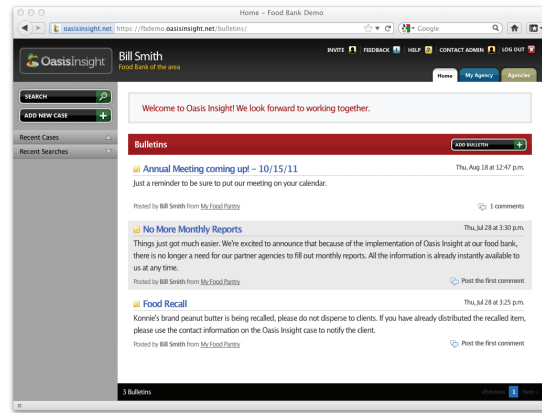 Home – Food Bank Demo
oasisinsight.net https://fbdemo.oasisinsight.net/bulletins/
Google
OasisInsight
Bill Smith
Food Bank of the area
INVITE FEEDBACK HELP CONTACT ADMIN LOG OUT
Home My Agency Agencies
SEARCH
ADD NEW CASE
Recent Cases
Recent Searches
Welcome to Oasis Insight! We look forward to working together.
Bulletins
ADD BULLETIN
Annual Meeting coming up! – 10/15/11
Thu, Aug 18 at 12:47 p.m.
Just a reminder to be sure to put our meeting on your calendar.
Posted by Bill Smith from My Food Pantry
1 comments
No More Monthly Reports
Thu, Jul 28 at 3:30 p.m.
Things just got much easier. We're excited to announce that because of the implementation of Oasis Insight at our food bank,
there is no longer a need for our partner agencies to fill out monthly reports. All the information is already instantly available to
us at any time.
Posted by Bill Smith from My Food Pantry
Post the first comment
Food Recall
Thu, Jul 28 at 3:25 p.m.
Konnie's brand peanut butter is being recalled, please do not disperse to clients. If you have already distributed the recalled item,
please use the contact information on the Oasis Insight case to notify the client.
Posted by Bill Smith from My Food Pantry
Post the first comment
3 Bulletins
‹Previous 1 Next ›